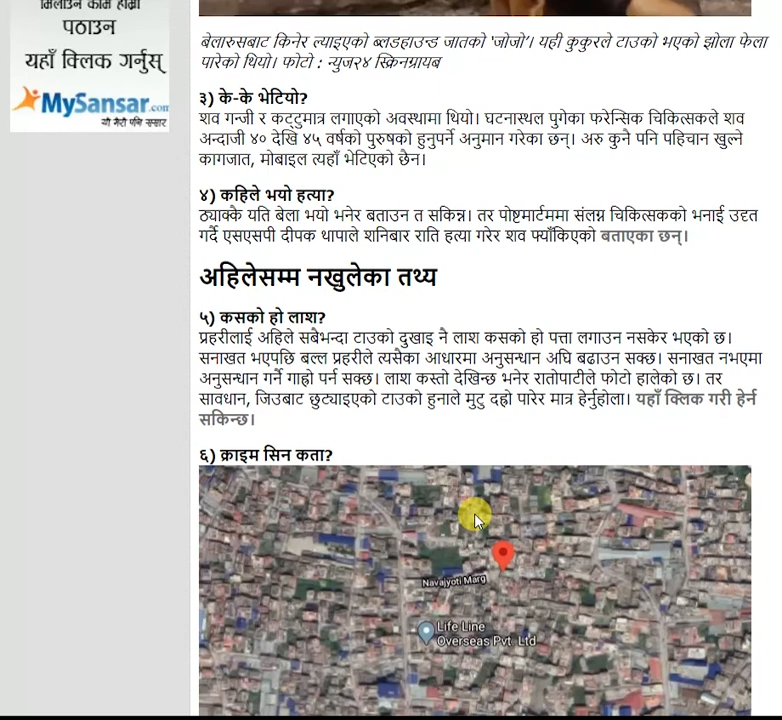 मिलाउन काम हाम्रो
पठाउन
यहाँ क्लिक गर्नुस्
MySansar.com
यो मेरो पनि संसार
बेलारुसबाट किनेर ल्याइएको ब्लडहाउन्ड जातको 'जोजो'। यही कुकुरले टाउको भएको झोला फेला
पारेको थियो। फोटो : न्युज२४ स्क्रिनग्रायब
३) के-के भेटियो?
शव गन्जी र कट्टुमात्र लगाएको अवस्थामा थियो। घटनास्थल पुगेका फरेन्सिक चिकित्सकले शव
अन्दाजी ४० देखि ४५ वर्षको पुरुषको हुनुपर्ने अनुमान गरेका छन्। अरु कुनै पनि पहिचान खुल्ने
कागजात, मोबाइल त्यहाँ भेटिएको छैन।
४) कहिले भयो हत्या?
ठ्याक्कै यति बेला भयो भनेर बताउन त सकिन्न। तर पोष्टमार्टममा संलग्न चिकित्सकको भनाई उदृत
गर्दै एसएसपी दीपक थापाले शनिबार राति हत्या गरेर शव फ्याँकिएको बताएका छन्।
अहिलेसम्म नखुलेका तथ्य
५) कसको हो लाश?
प्रहरीलाई अहिले सबैभन्दा टाउको दुखाइ नै लाश कसको हो पत्ता लगाउन नसकेर भएको छ।
सनाखत भएपछि बल्ल प्रहरीले त्यसैका आधारमा अनुसन्धान अघि बढाउन सक्छ। सनाखत नभएमा
अनुसन्धान गर्नै गाह्रो पर्न सक्छ। लाश कस्तो देखिन्छ भनेर रातोपाटीले फोटो हालेको छ। तर
सावधान, जिउबाट छुट्याइएको टाउको हुनाले मुटु दह्रो पारेर मात्र हेर्नुहोला। यहाँ क्लिक गरी हेर्न
सकिन्छ।
६) क्राइम सिन कता?
Navajyoti Marg
Life Line
Overseas Pvt. Ltd